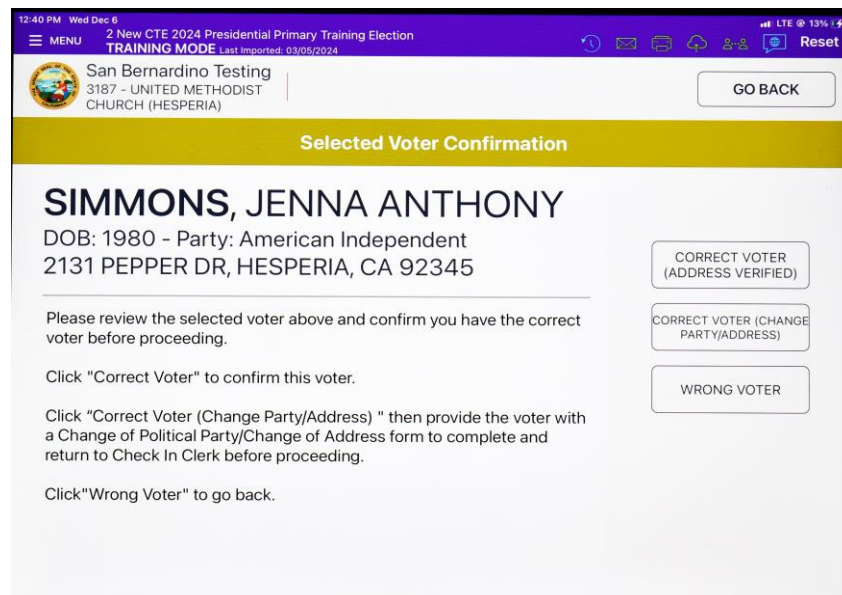 12:40 PM Wed Dec 6
LTE 13%
MENU
2 New CTE 2024 Presidential Primary Training Election
TRAINING MODE Last Imported: 03/05/2024
Reset
San Bernardino Testing
3187 - UNITED METHODIST
CHURCH (HESPERIA)
GO BACK
Selected Voter Confirmation
SIMMONS, JENNA ANTHONY
DOB: 1980 - Party: American Independent
2131 PEPPER DR, HESPERIA, CA 92345
Please review the selected voter above and confirm you have the correct
voter before proceeding.
Click "Correct Voter" to confirm this voter.
Click “Correct Voter (Change Party/Address) " then provide the voter with
a Change of Political Party/Change of Address form to complete and
return to Check In Clerk before proceeding.
Click"Wrong Voter" to go back.
CORRECT VOTER
(ADDRESS VERIFIED)
CORRECT VOTER (CHANGE
PARTY/ADDRESS)
WRONG VOTER